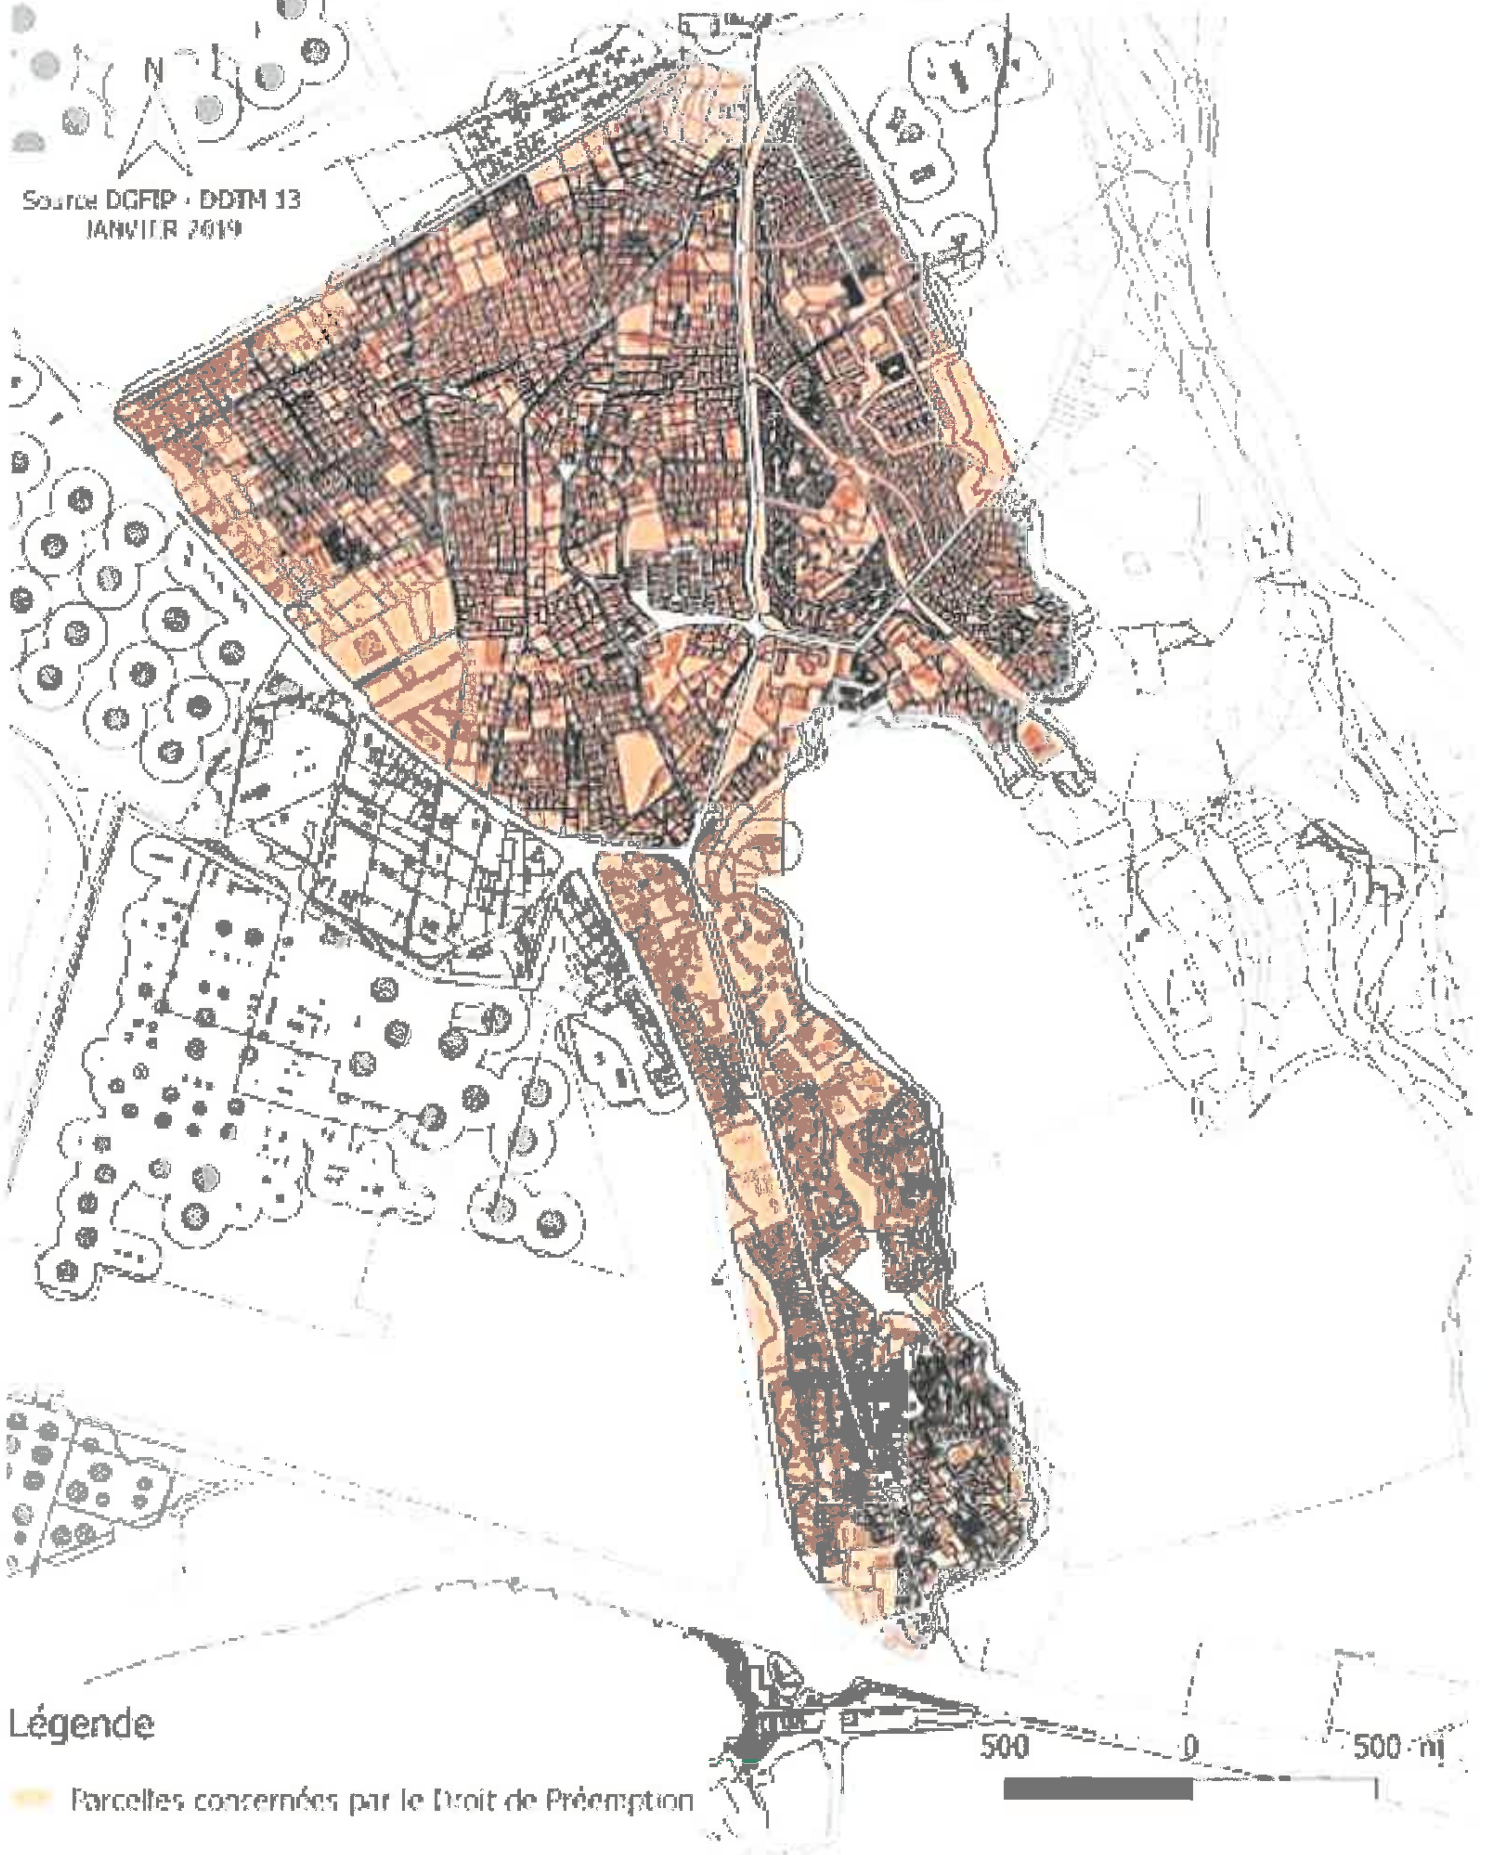 N
Source DGFIP - DDTM 13
JANVIER 2019
Légende
500 0 500 m
Parcelles concernées par le Droit de Préemption